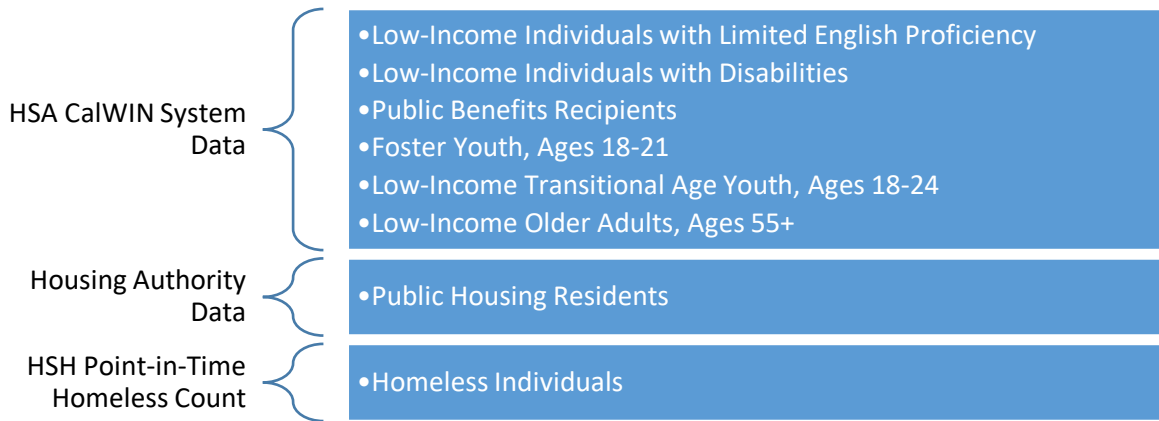 HSA CalWIN System
Data
•Low-Income Individuals with Limited English Proficiency
•Low-Income Individuals with Disabilities
•Public Benefits Recipients
•Foster Youth, Ages 18-21
•Low-Income Transitional Age Youth, Ages 18-24
•Low-Income Older Adults, Ages 55+
Housing Authority
Data
•Public Housing Residents
HSH Point-in-Time
Homeless Count
•Homeless Individuals